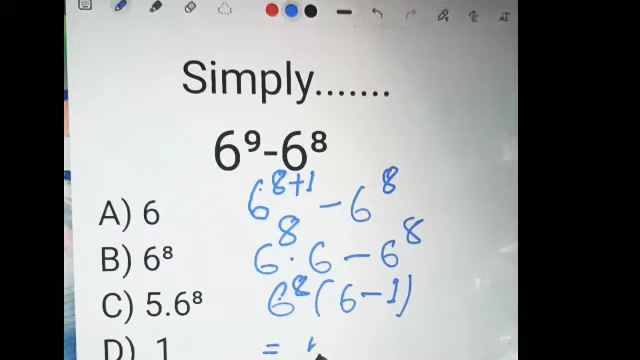 Simply.......
6⁹-6⁸
6⁸⁺¹ - 6⁸
A) 6
6⁸ · 6 - 6⁸
B) 6⁸
6⁸ (6 - 1)
C) 5.6⁸
=
D) 1